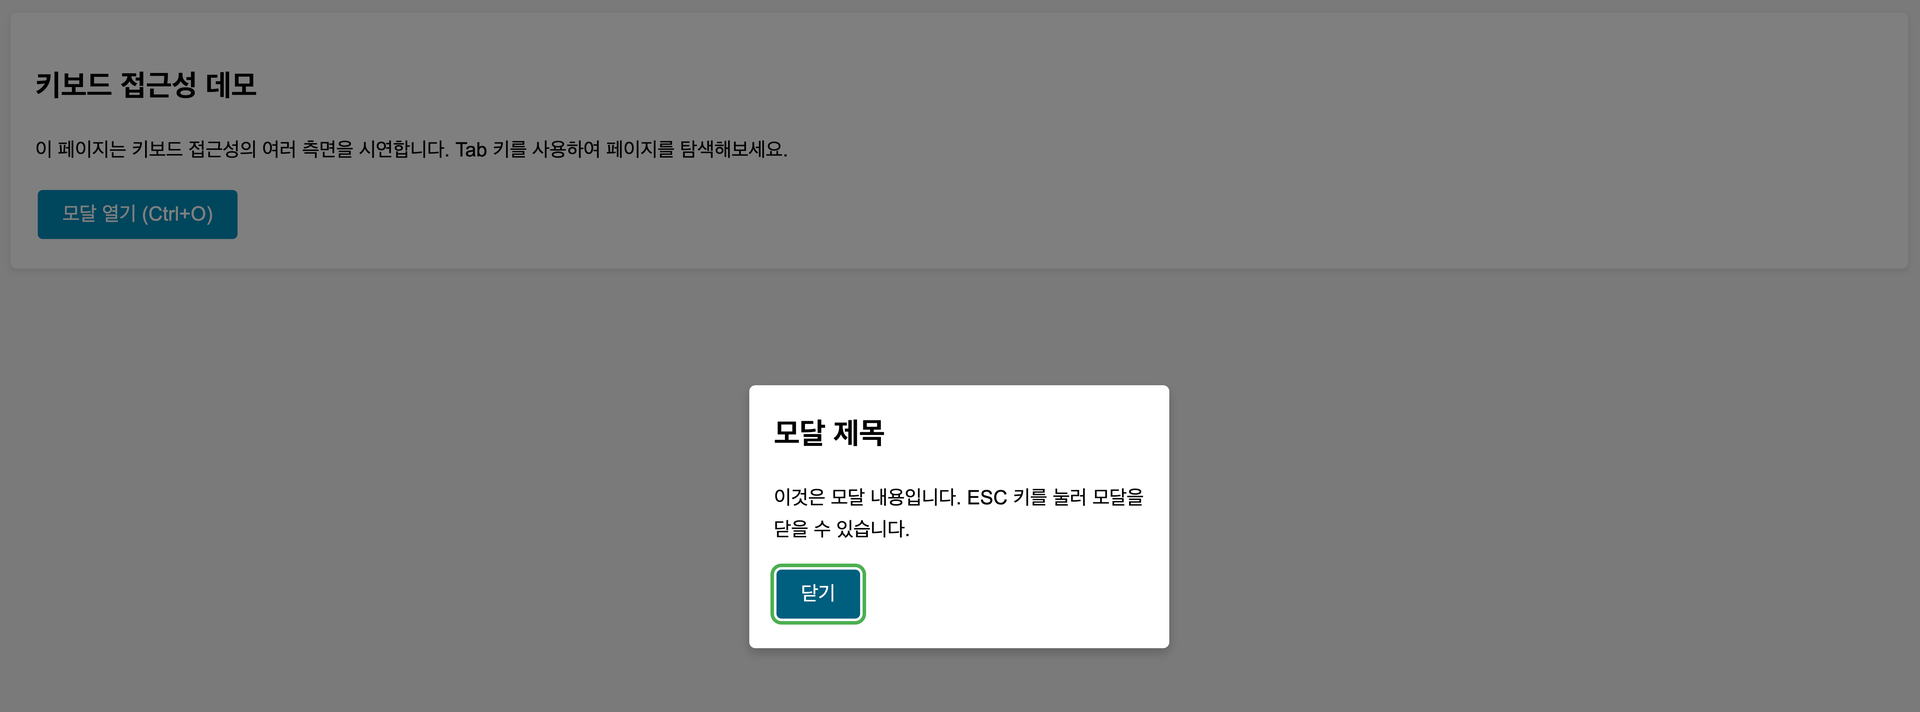 키보드 접근성 데모
이 페이지는 키보드 접근성의 여러 측면을 시연합니다. Tab 키를 사용하여 페이지를 탐색해보세요.
모달 열기 (Ctrl+O)
모달 제목
이것은 모달 내용입니다. ESC 키를 눌러 모달을
닫을 수 있습니다.
닫기